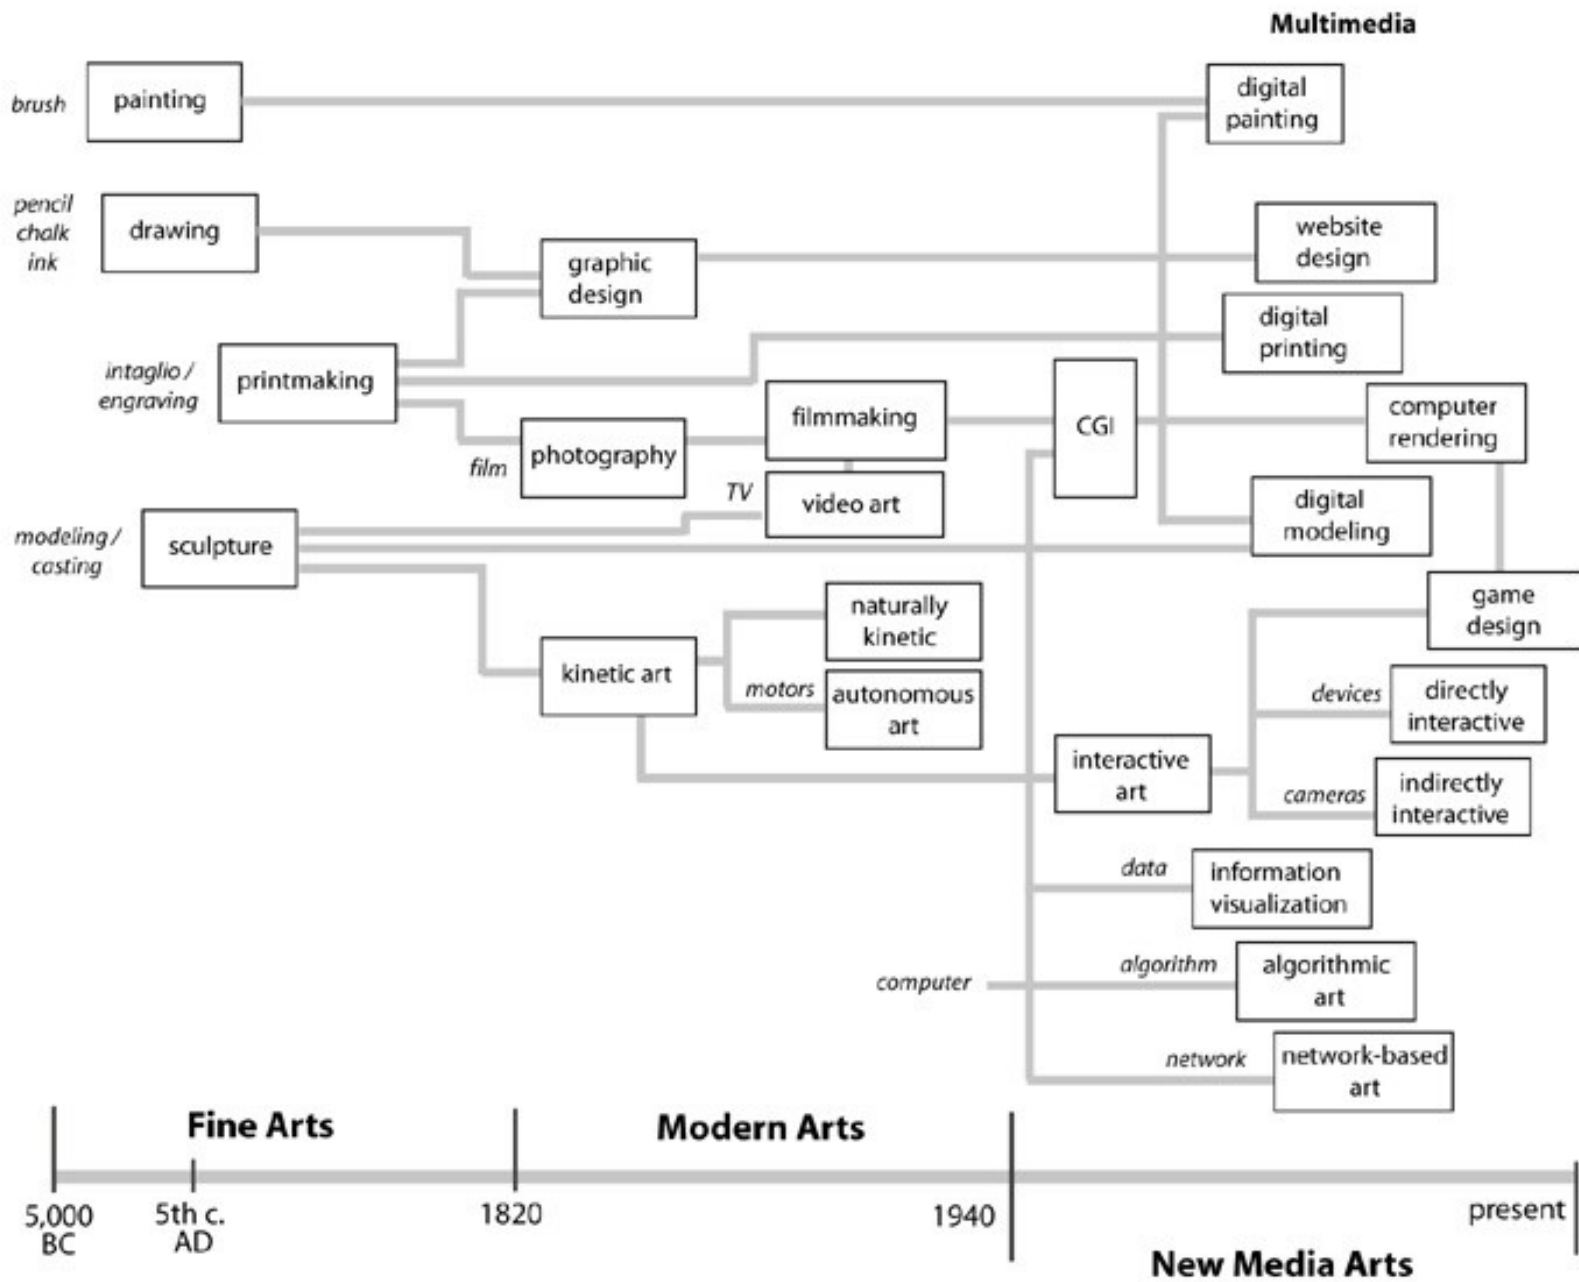 Multimedia
brush
painting
digital
painting
pencil
chalk
ink
drawing
graphic
design
website
design
digital
printing
intaglio /
engraving
printmaking
film
photography
filmmaking
TV
video art
CGI
computer
rendering
digital
modeling
modeling /
casting
sculpture
kinetic art
naturally
kinetic
motors
autonomous
art
game
design
devices
directly
interactive
interactive
art
cameras
indirectly
interactive
data
information
visualization
computer
algorithm
algorithmic
art
network
network-based
art
Fine Arts
Modern Arts
5,000
BC
5th c.
AD
1820
1940
present
New Media Arts